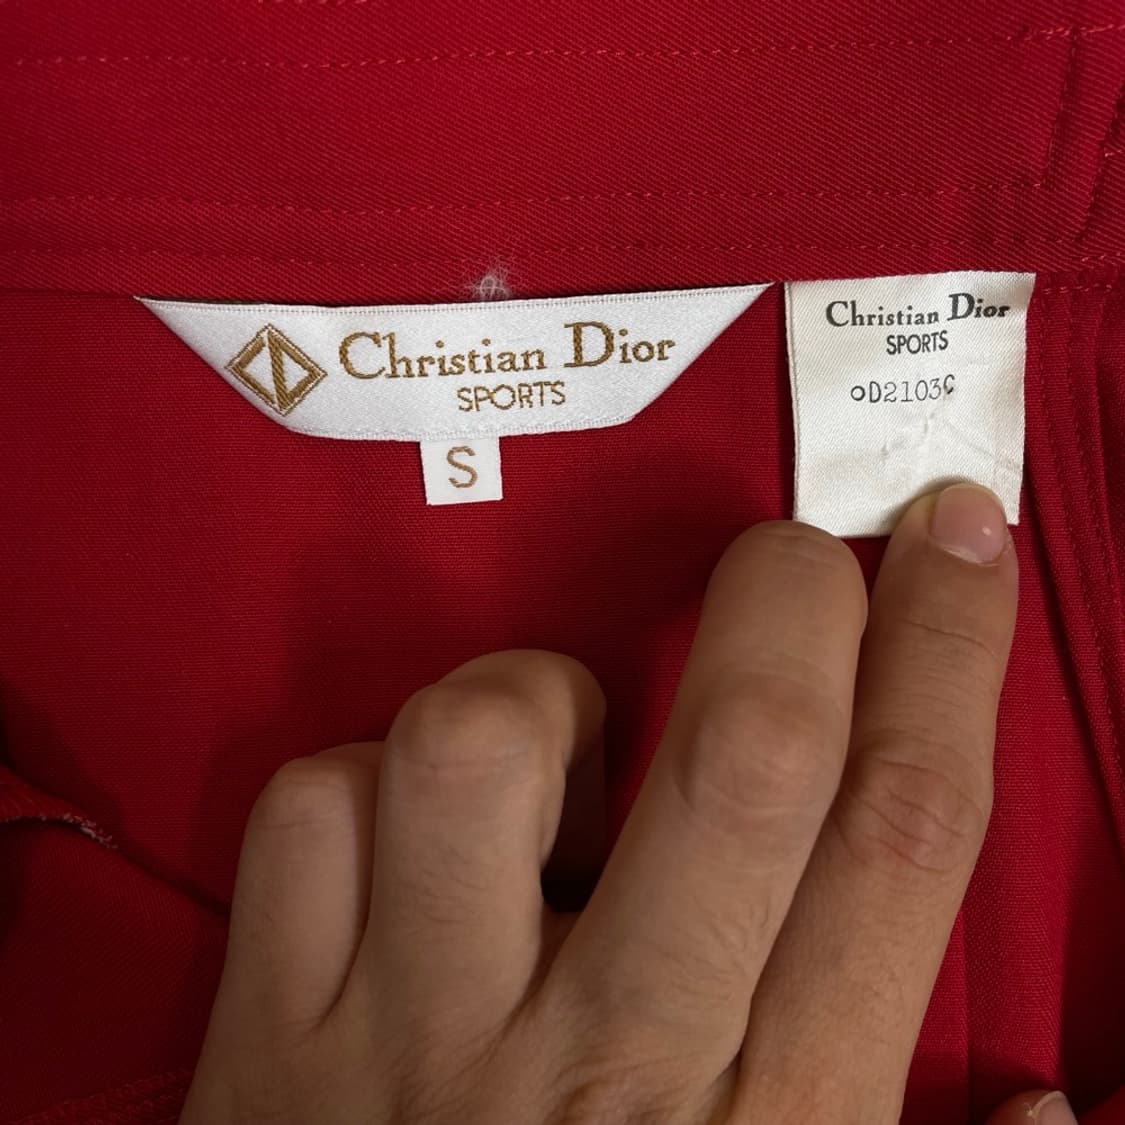 Christian Dior
SPORTS
S
Christian Dior
SPORTS
OD2103C